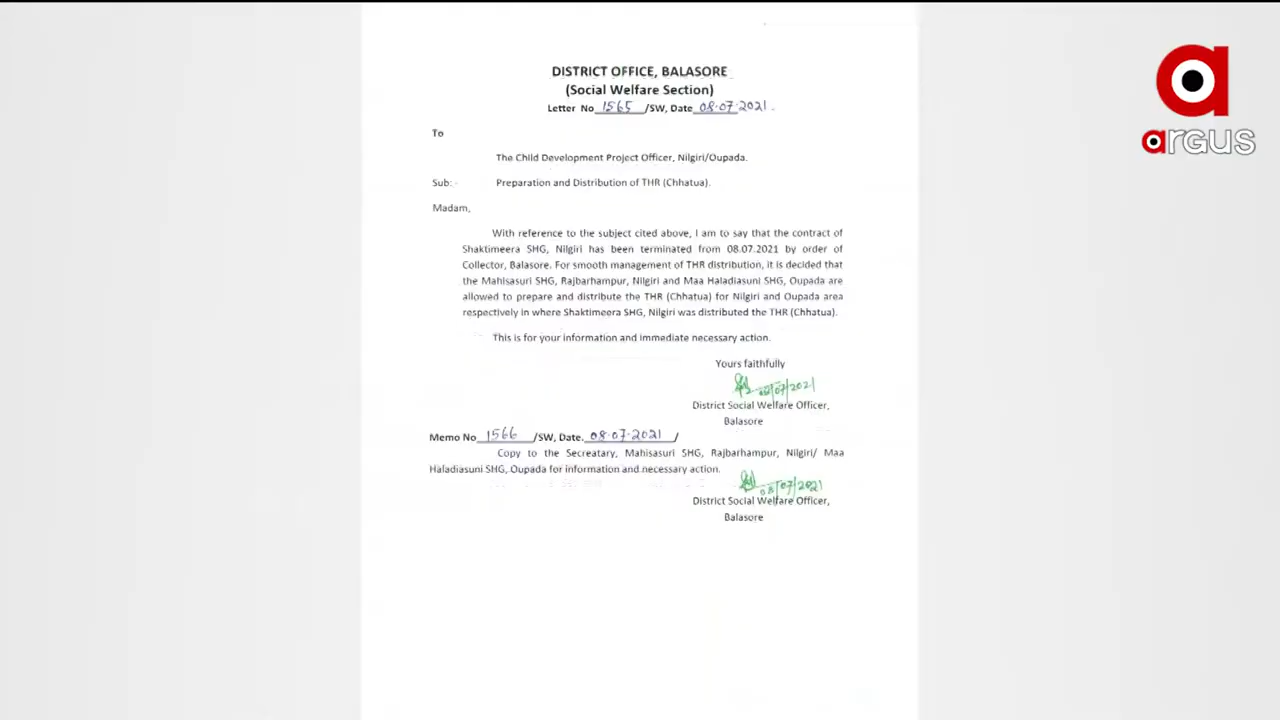 DISTRICT OFFICE, BALASORE
(Social Welfare Section)
Letter No 1565 /SW, Date 08.07.2021.
argus
To
The Child Development Project Officer, Nilgiri/Oupada.
Sub: - Preparation and Distribution of THR (Chhatua).
Madam,
With reference to the subject cited above, I am to say that the contract of
Shaktimeera SHG, Nilgiri has been terminated from 08.07.2021 by order of
Collector, Balasore. For smooth management of THR distribution, it is decided that
the Mahisasuri SHG, Rajbarhampur, Nilgiri and Maa Haladiasuni SHG, Oupada are
allowed to prepare and distribute the THR (Chhatua) for Nilgiri and Oupada area
respectively in where Shaktimeera SHG, Nilgiri was distributed the THR (Chhatua).
This is for your information and immediate necessary action.
Yours faithfully
08/07/2021
District Social Welfare Officer,
Balasore
Memo No 1566 /SW, Date. 08.07.2021 /
Copy to the Secreatary, Mahisasuri SHG, Rajbarhampur, Nilgiri/ Maa
Haladiasuni SHG, Oupada for information and necessary action.
08/07/2021
District Social Welfare Officer,
Balasore